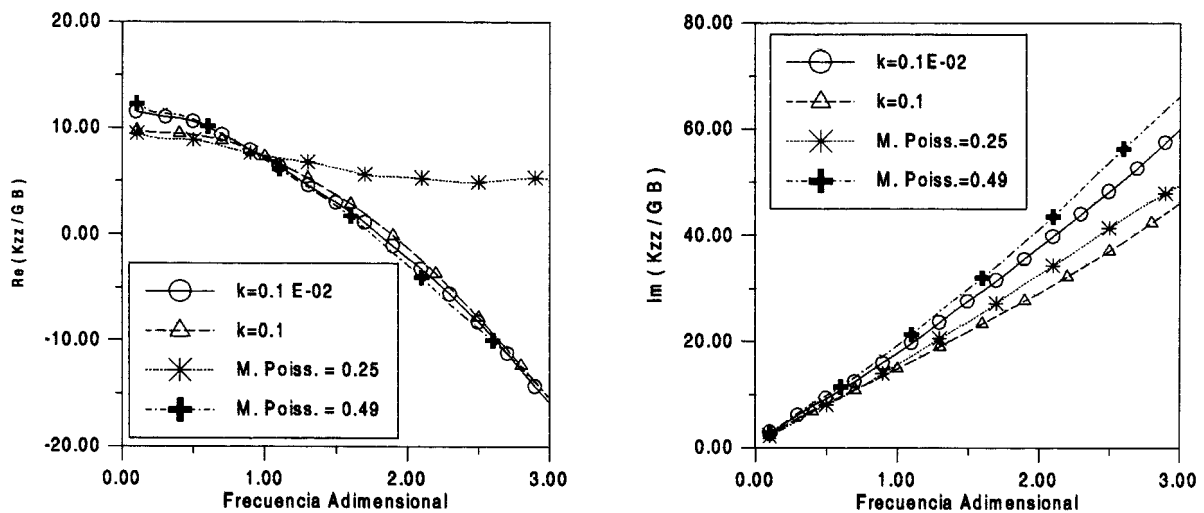 20.00
10.00
0.00
-10.00
-20.00
Re ( Kzz / G B )
k=0.1 E-02
k=0.1
M. Poiss. = 0.25
M. Poiss. = 0.49
0.00
1.00
2.00
3.00
Frecuencia Adimensional
80.00
60.00
40.00
20.00
0.00
Im ( Kzz / G B )
k=0.1E-02
k=0.1
M. Poiss.=0.25
M. Poiss.=0.49
0.00
1.00
2.00
3.00
Frecuencia Adimensional